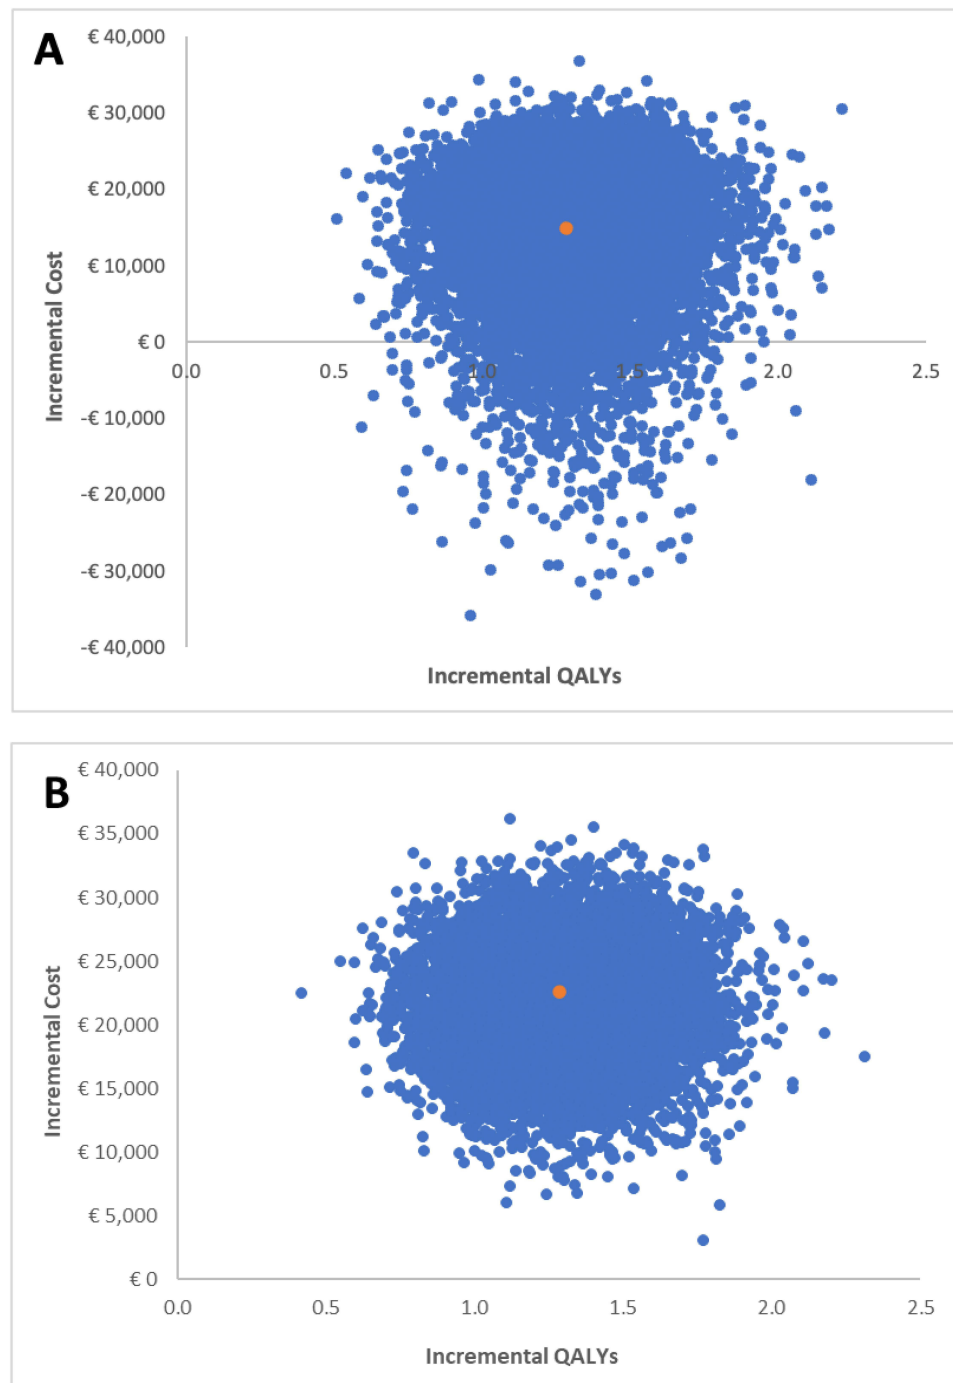 A
€ 40,000
€ 30,000
€ 20,000
€ 10,000
€ 0
-€ 10,000
-€ 20,000
-€ 30,000
-€ 40,000
Incremental Cost
0.0 0.5 1.0 1.5 2.0 2.5
Incremental QALYs
B
€ 40,000
€ 35,000
€ 30,000
€ 25,000
€ 20,000
€ 15,000
€ 10,000
€ 5,000
€ 0
Incremental Cost
0.0 0.5 1.0 1.5 2.0 2.5
Incremental QALYs